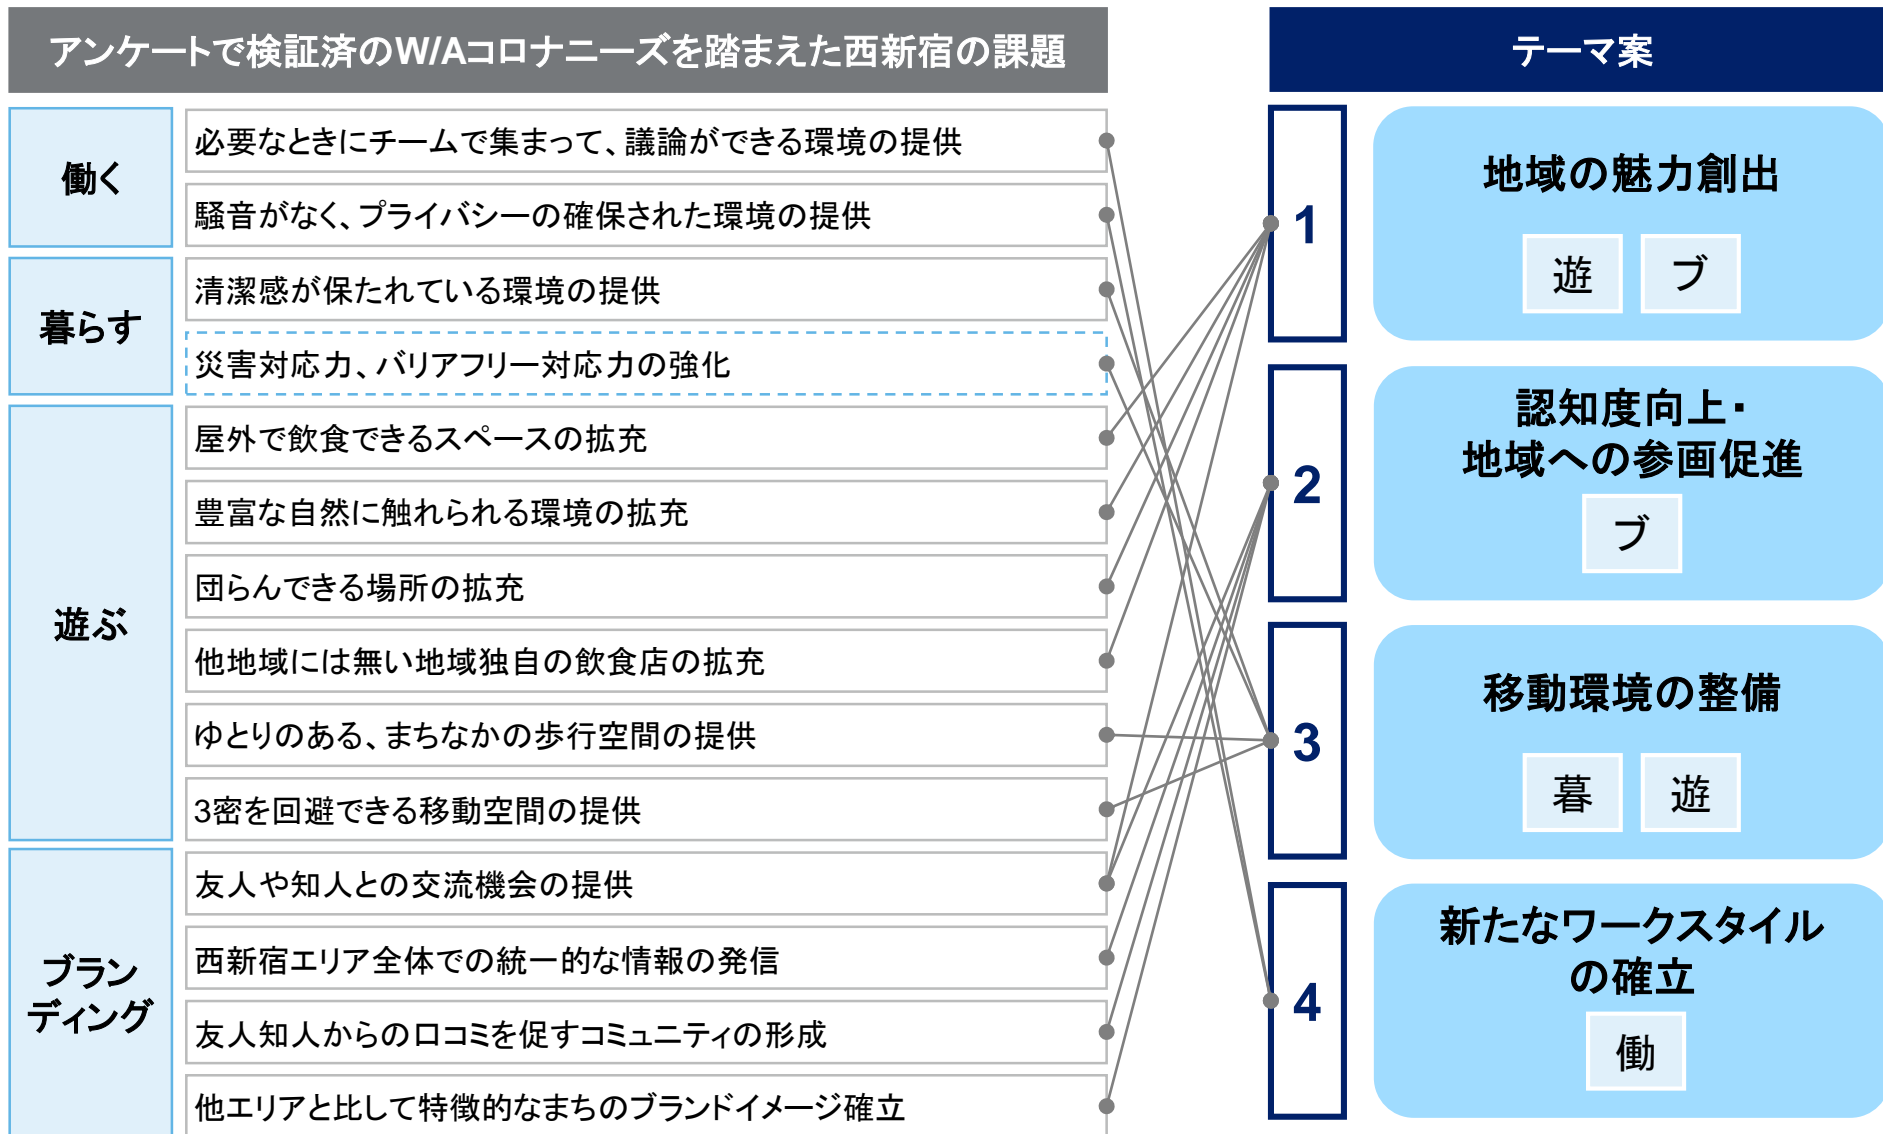 アンケートで検証済のW/Aコロナニーズを踏まえた西新宿の課題
テーマ案
働く
必要なときにチームで集まって、議論ができる環境の提供
騒音がなく、プライバシーの確保された環境の提供
暮らす
清潔感が保たれている環境の提供
災害対応力、バリアフリー対応力の強化
遊ぶ
屋外で飲食できるスペースの拡充
豊富な自然に触れられる環境の拡充
団らんできる場所の拡充
他地域には無い地域独自の飲食店の拡充
ゆとりのある、まちなかの歩行空間の提供
3密を回避できる移動空間の提供
ブラン
ディング
友人や知人との交流機会の提供
西新宿エリア全体での統一的な情報の発信
友人知人からの口コミを促すコミュニティの形成
他エリアと比して特徴的なまちのブランドイメージ確立
1
地域の魅力創出
遊 ブ
2
認知度向上・
地域への参画促進
ブ
3
移動環境の整備
暮 遊
4
新たなワークスタイル
の確立
働